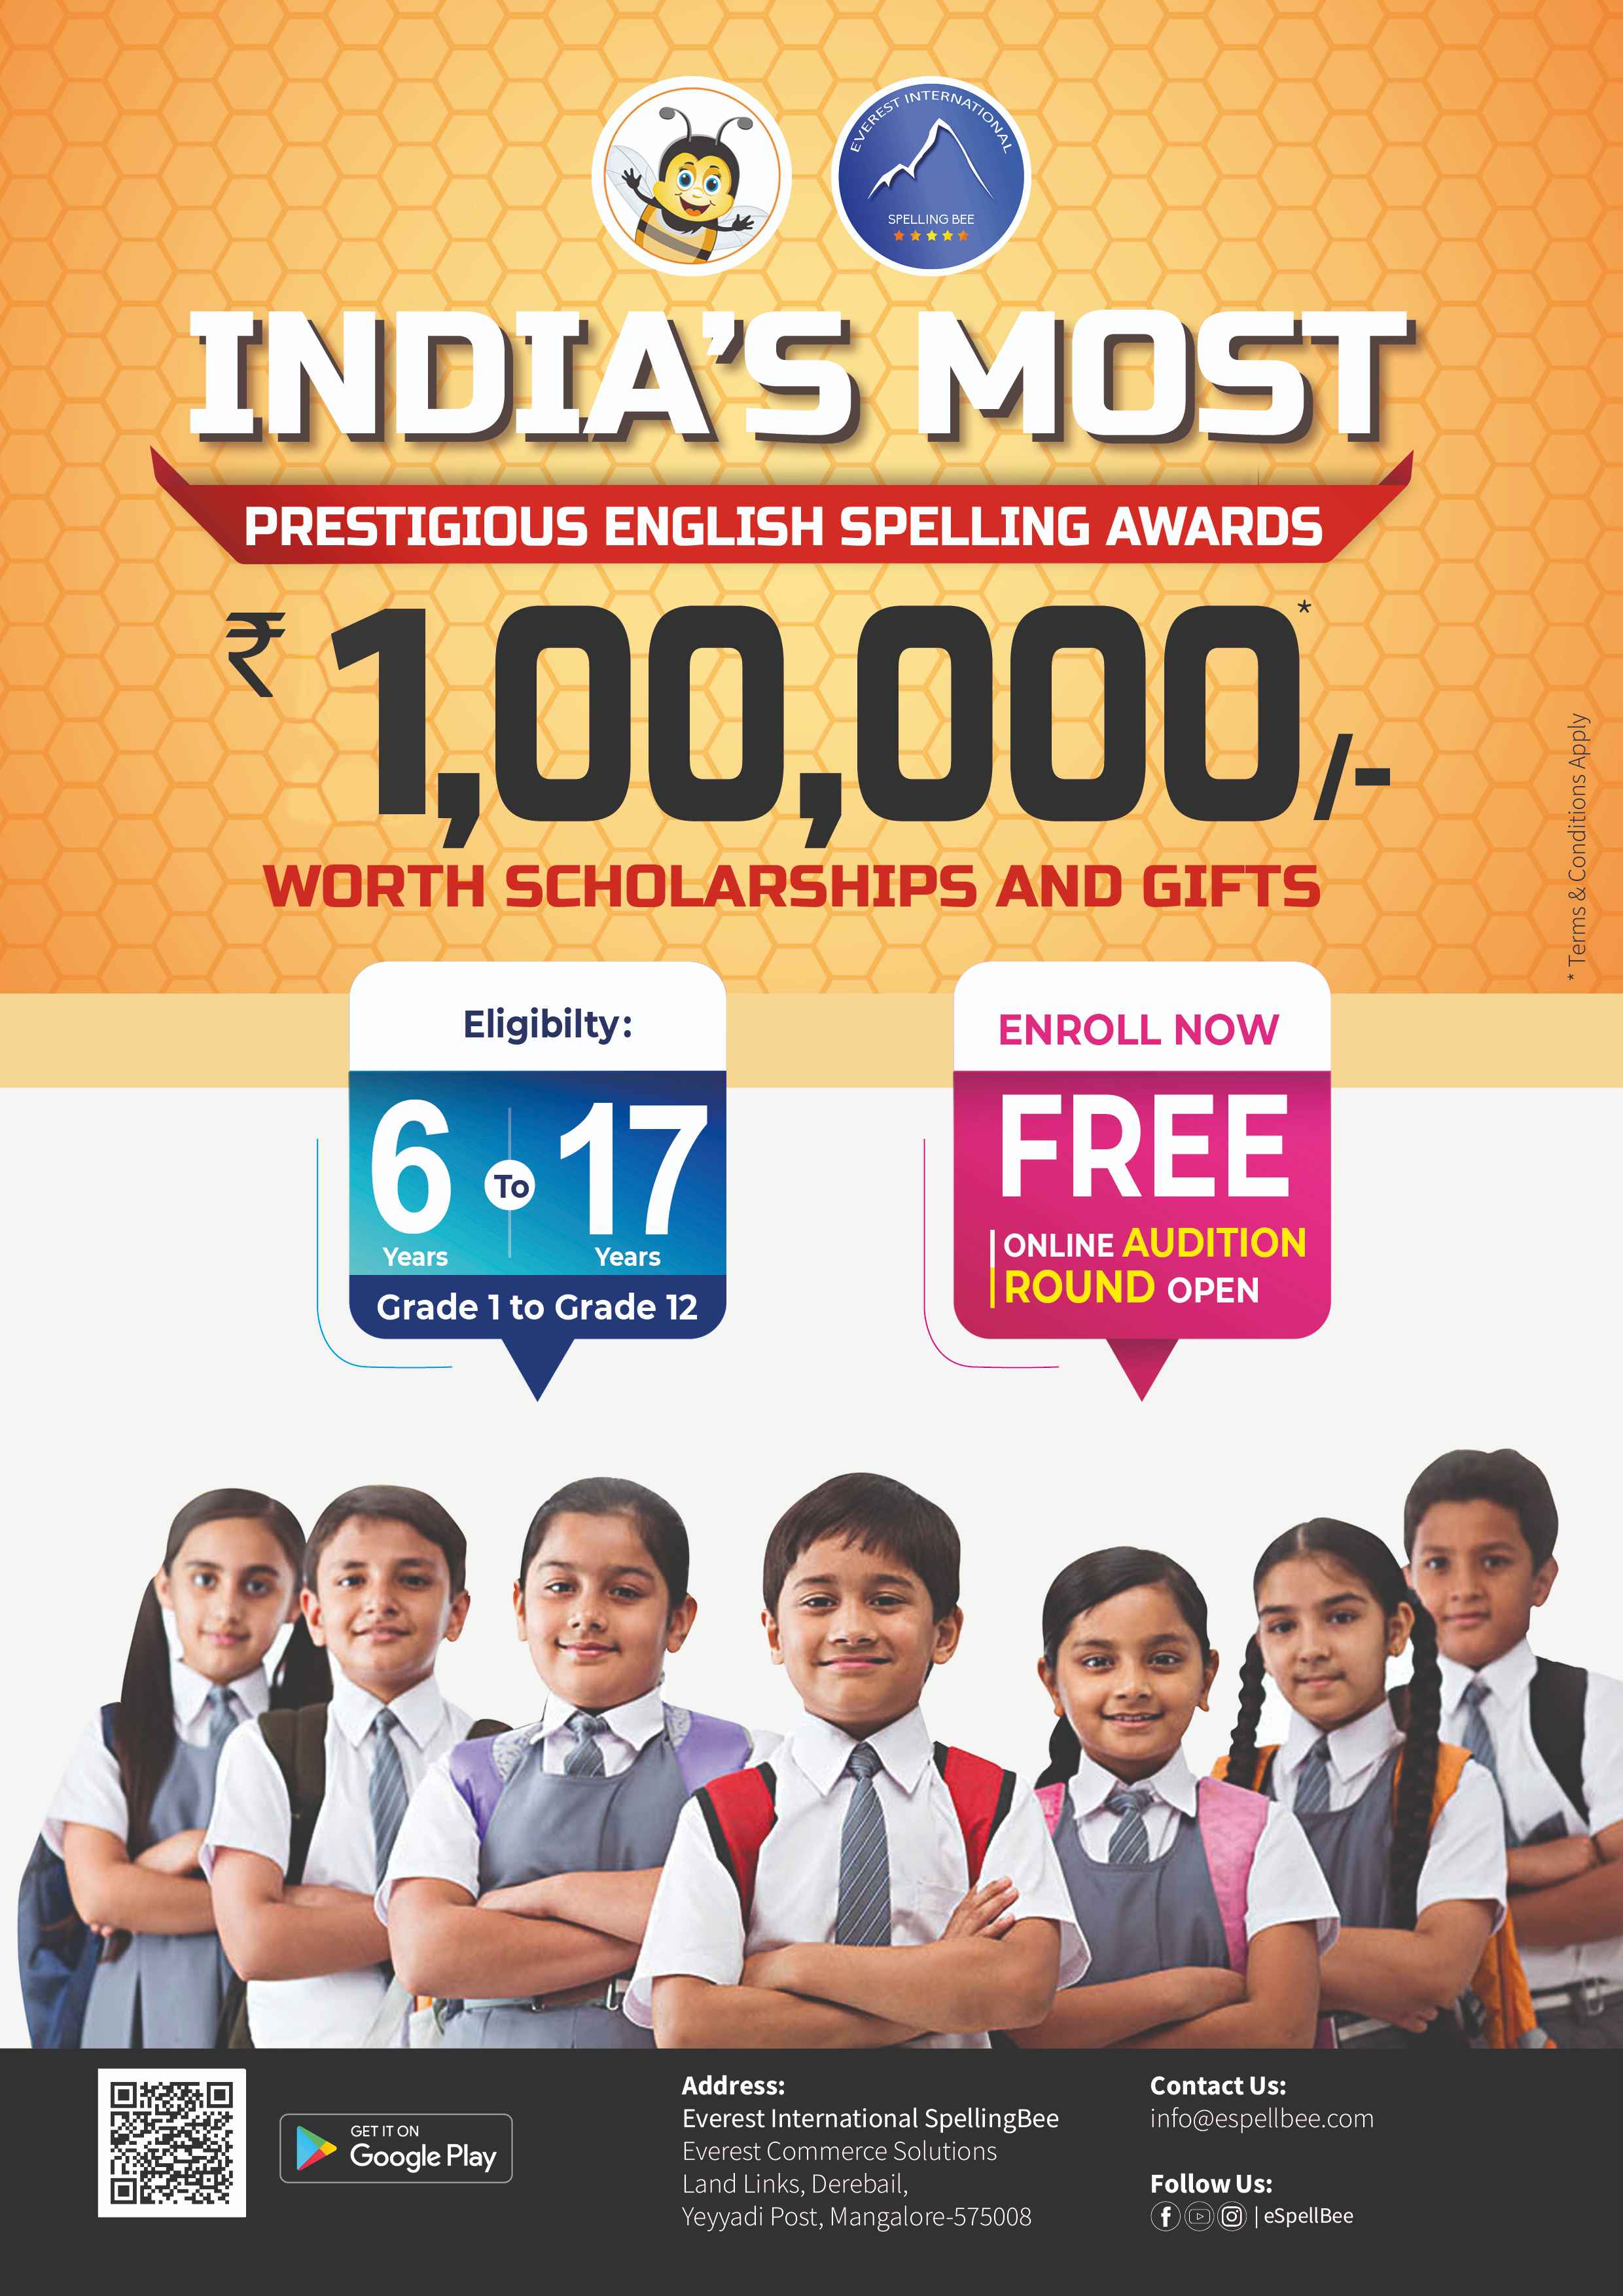 EVEREST INTERNATIONAL
SPELLING BEE
INDIA'S MOST
PRESTIGIOUS ENGLISH SPELLING AWARDS
₹ 1,00,000*/-
WORTH SCHOLARSHIPS AND GIFTS
* Terms & Conditions Apply
Eligibilty:
6 To 17
Years Years
Grade 1 to Grade 12
ENROLL NOW
FREE
ONLINE AUDITION
ROUND OPEN
GET IT ON
Google Play
Address:
Everest International SpellingBee
Everest Commerce Solutions
Land Links, Derebail,
Yeyyadi Post, Mangalore-575008
Contact Us:
info@espellbee.com
Follow Us:
| eSpellBee